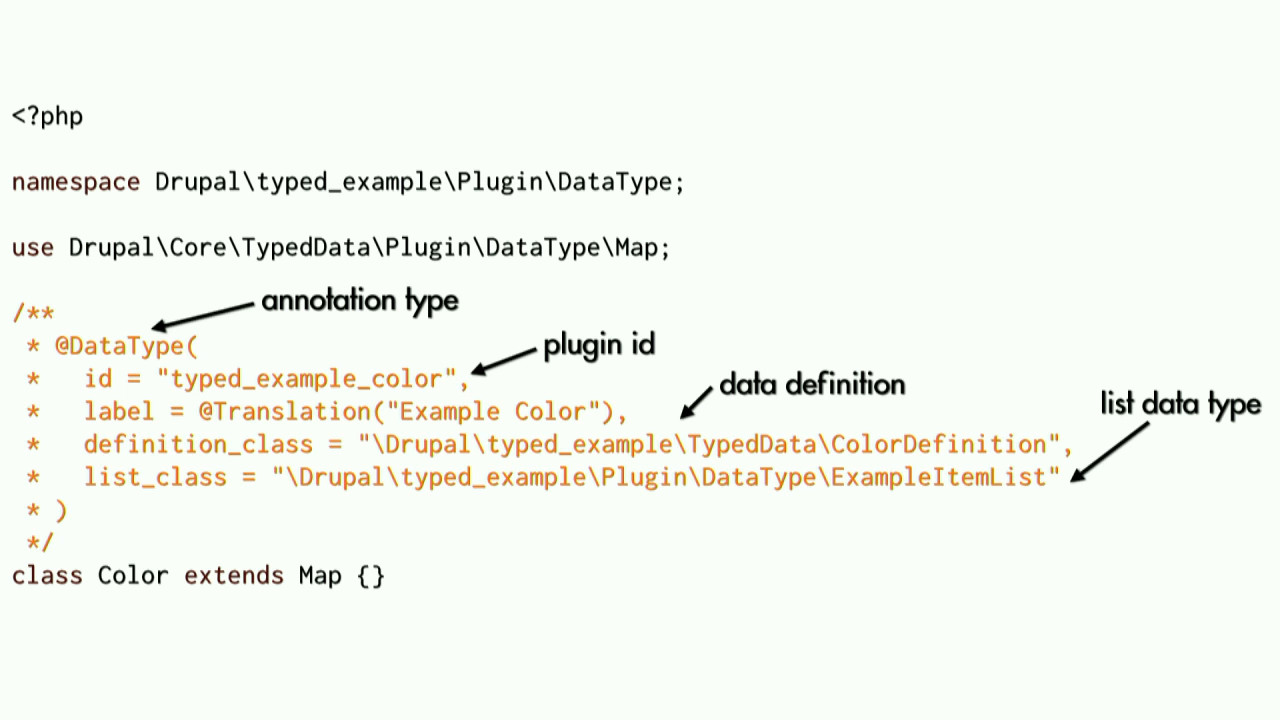 <?php
namespace Drupal\typed_example\Plugin\DataType;
use Drupal\Core\TypedData\Plugin\DataType\Map;
/**
annotation type
* @DataType(
plugin id
*   id = "typed_example_color",
data definition
*   label = @Translation("Example Color"),
list data type
*   definition_class = "\Drupal\typed_example\TypedData\ColorDefinition",
*   list_class = "\Drupal\typed_example\Plugin\DataType\ExampleItemList"
* )
*/
class Color extends Map {}